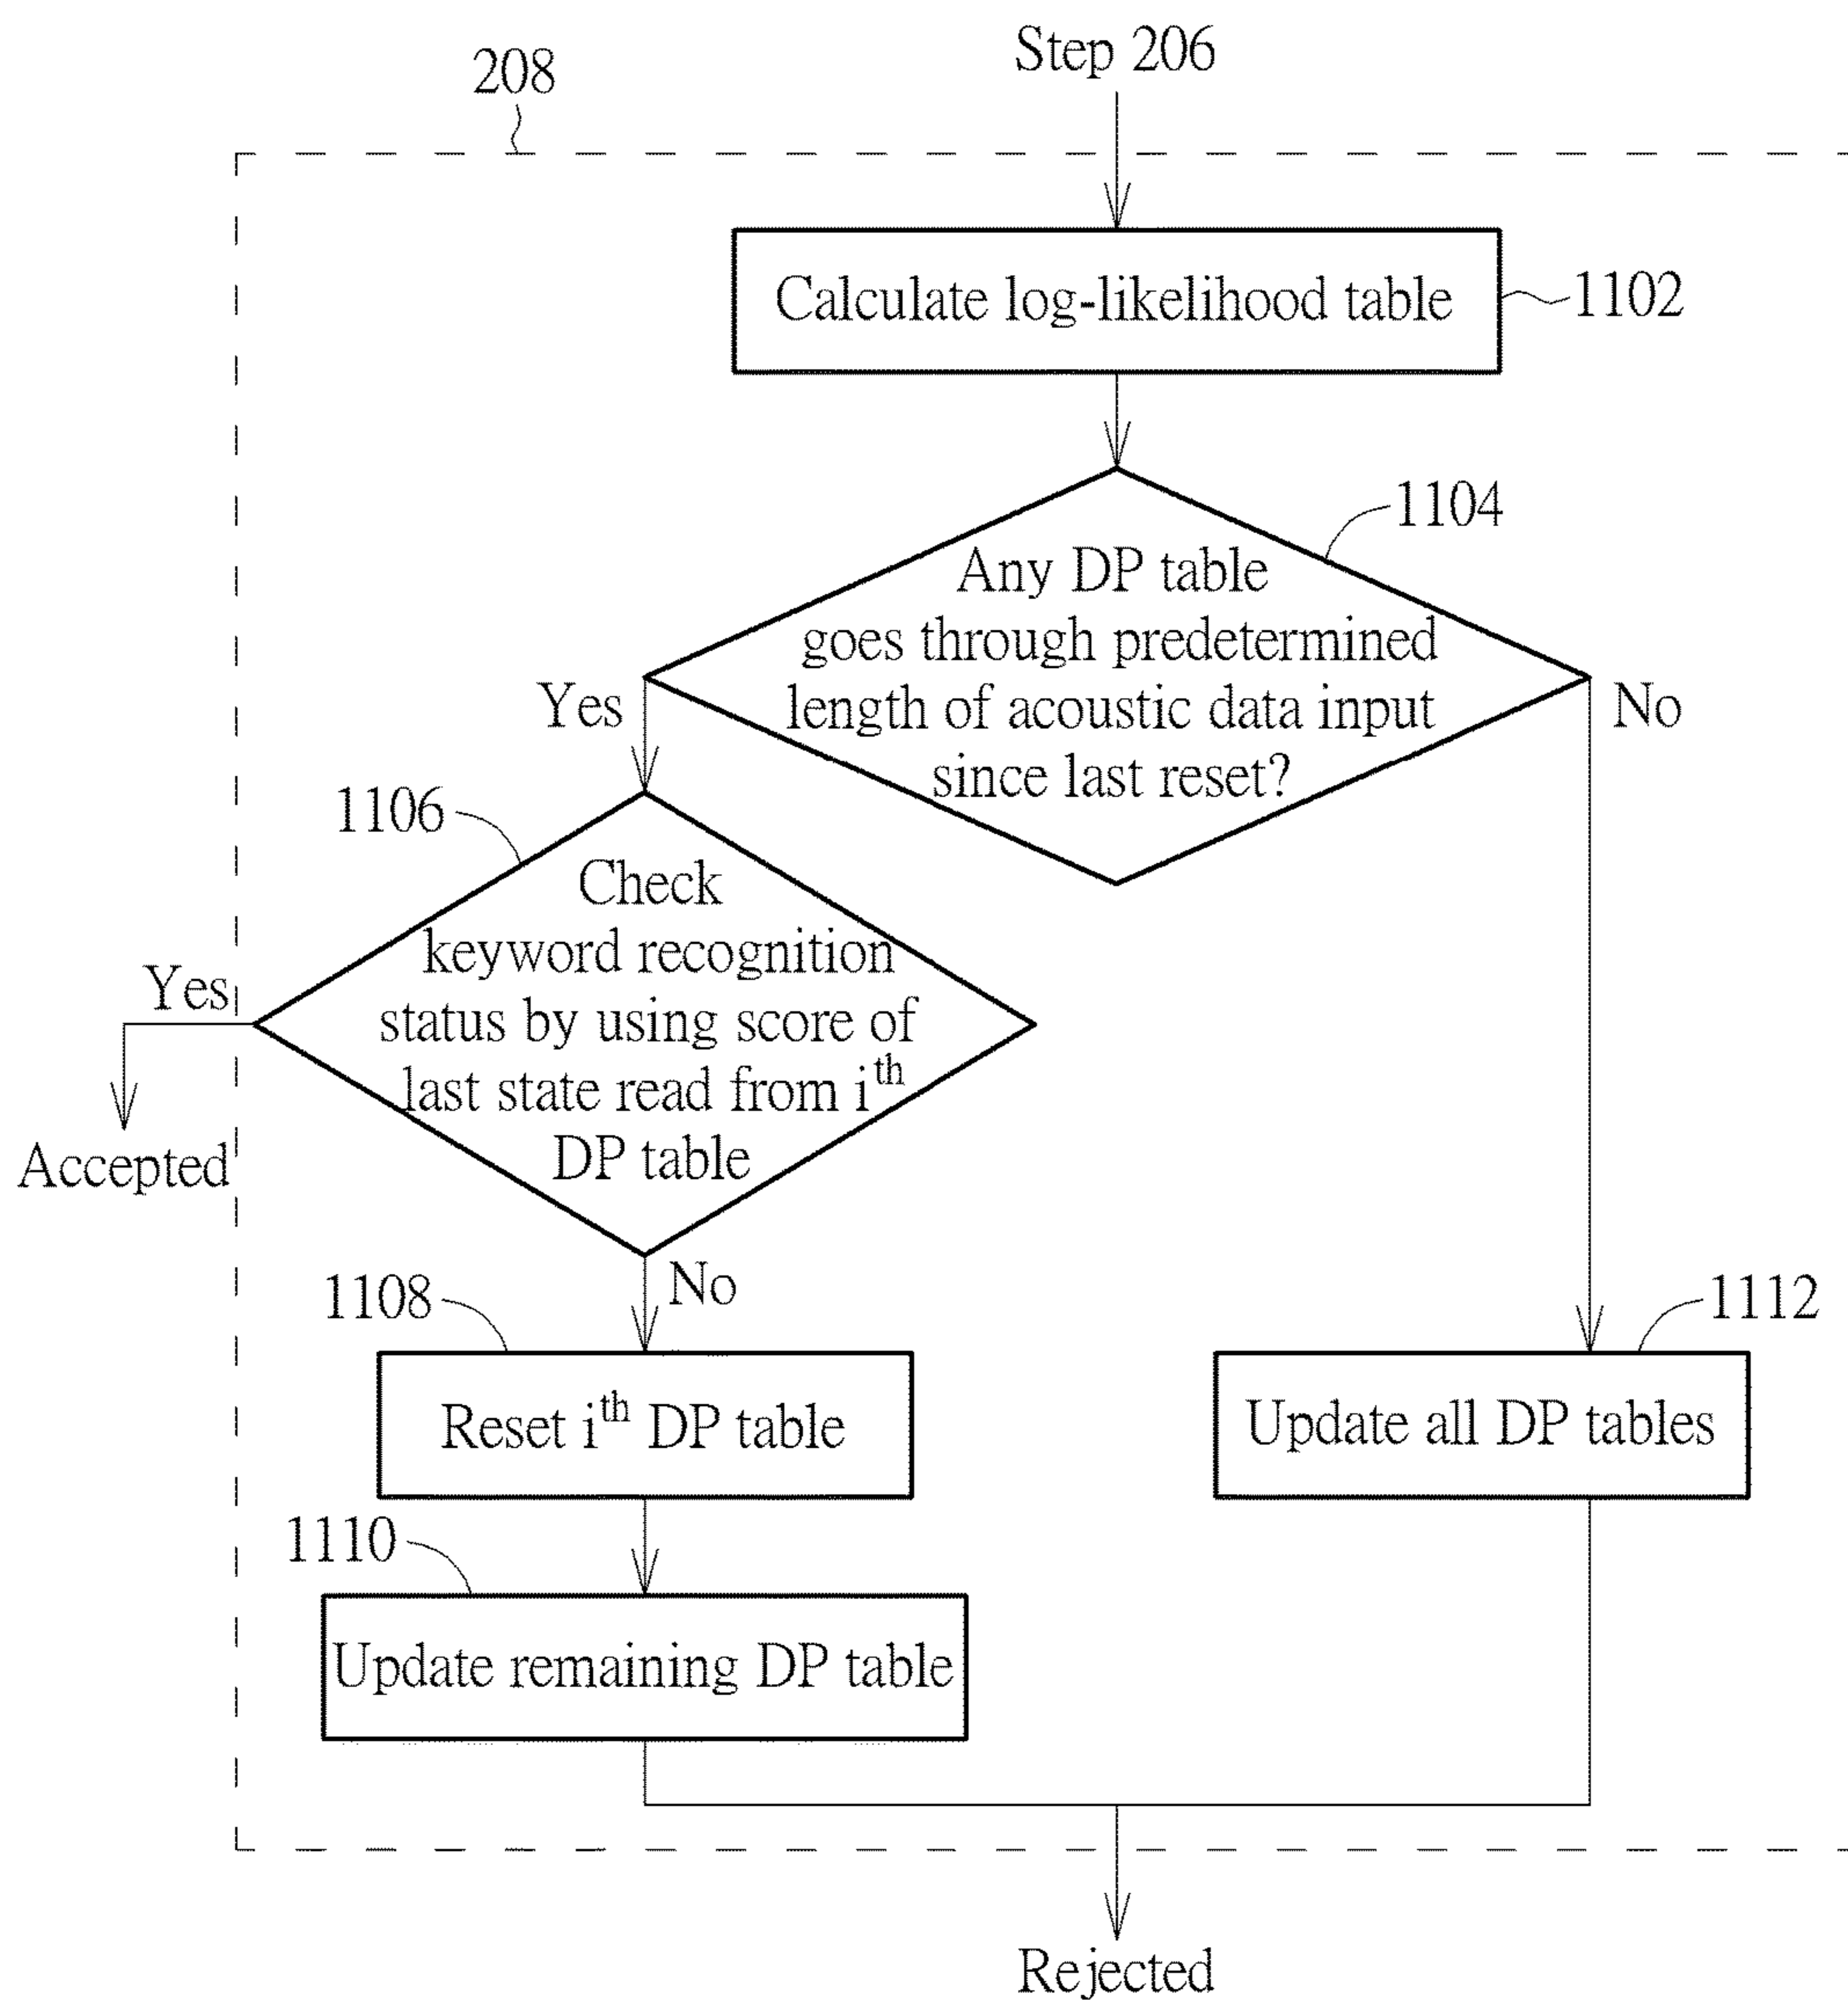 Step 206
208
Calculate log-likelihood table
1102
1104
Any DP table
goes through predetermined
length of acoustic data input
since last reset?
Yes
No
1106
Check
keyword recognition
status by using score of
last state read from iᵗʰ
DP table
Yes
Accepted
No
1108
Reset iᵗʰ DP table
1112
Update all DP tables
1110
Update remaining DP table
Rejected